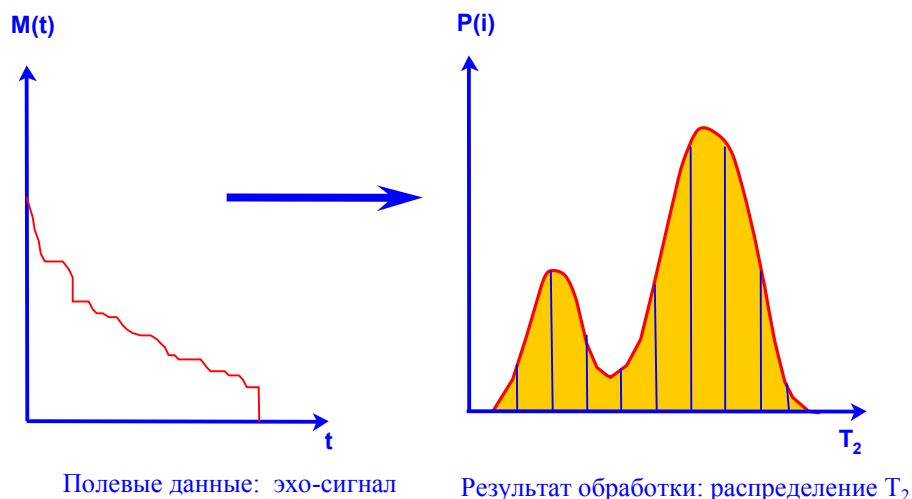 M(t)
P(i)
t
T₂
Полевые данные: эхо-сигнал
Результат обработки: распределение T₂